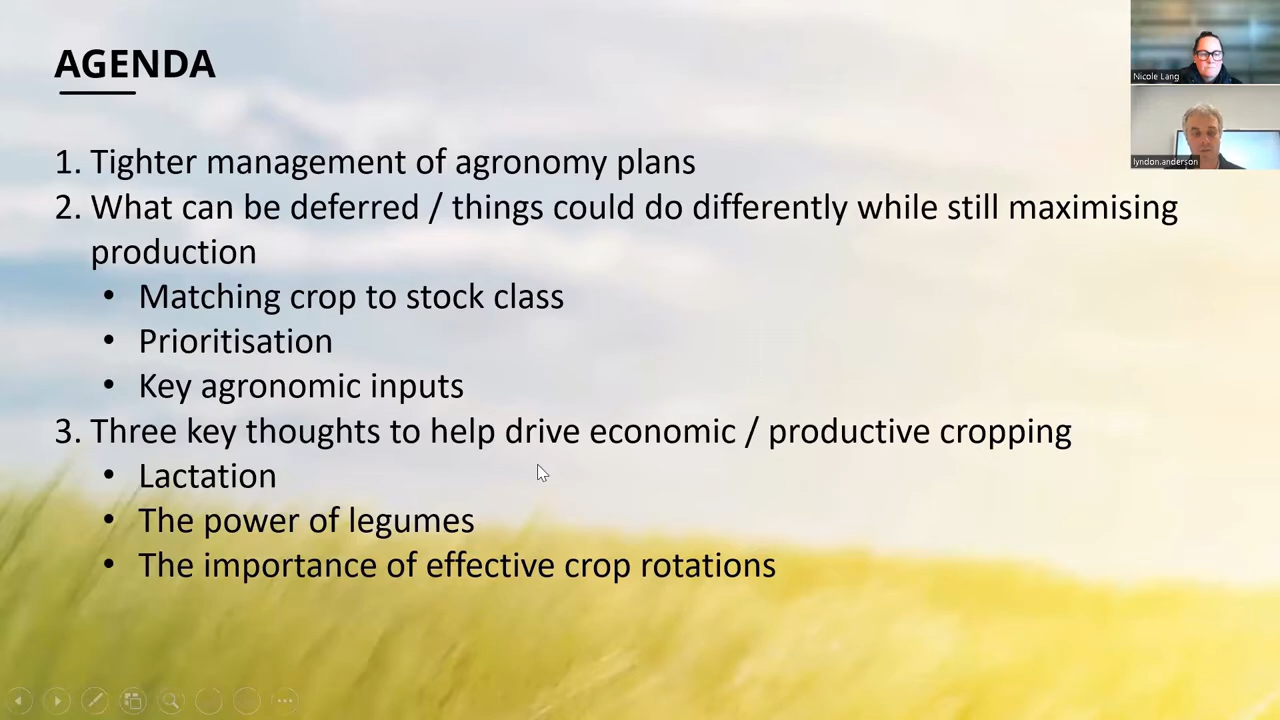 AGENDA
Nicole Lang
lyndon.anderson
1. Tighter management of agronomy plans
2. What can be deferred / things could do differently while still maximising
production
• Matching crop to stock class
• Prioritisation
• Key agronomic inputs
3. Three key thoughts to help drive economic / productive cropping
• Lactation
• The power of legumes
• The importance of effective crop rotations